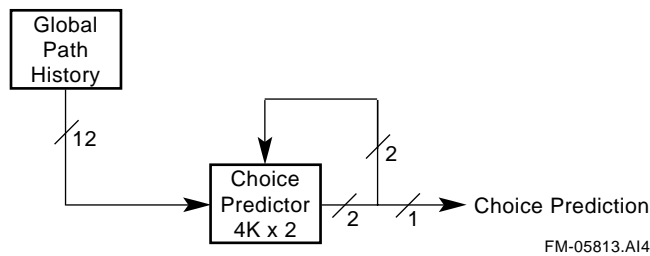 Global
Path
History
12
2
Choice
Predictor
4K x 2
2
1
Choice Prediction
FM-05813.AI4